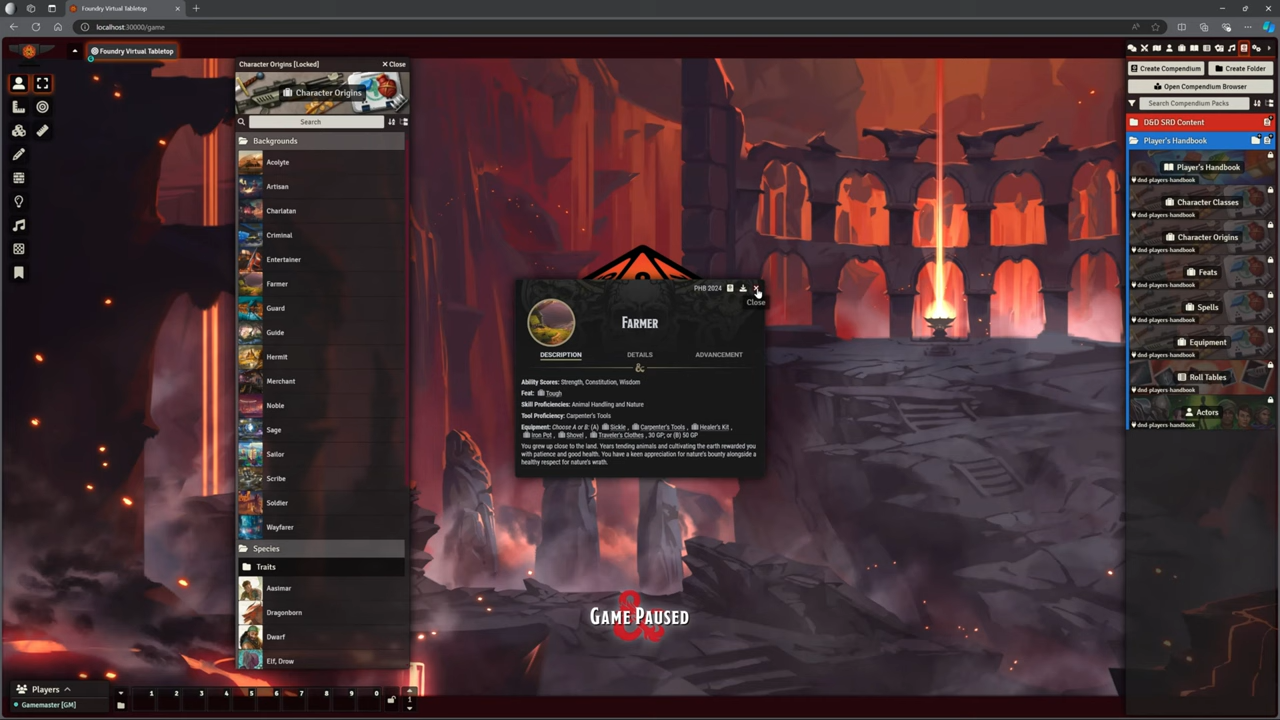 Foundry Virtual Tabletop
localhost:30000/game
Foundry Virtual Tabletop
Character Origins [Locked]
Close
Character Origins
Search
Backgrounds
Acolyte
Artisan
Charlatan
Criminal
Entertainer
Farmer
Guard
Guide
Hermit
Merchant
Noble
Sage
Sailor
Scribe
Soldier
Wayfarer
Species
Traits
Aasimar
Dragonborn
Dwarf
Elf, Drow
PHB 2024
Close
Farmer
DESCRIPTION
DETAILS
ADVANCEMENT
&
Ability Scores: Strength, Constitution, Wisdom
Feat: Tough
Skill Proficiencies: Animal Handling and Nature
Tool Proficiency: Carpenter's Tools
Equipment: Choose A or B: (A) Sickle, Carpenter's Tools, Healer's Kit,
Iron Pot, Shovel, Traveler's Clothes, 30 GP; or (B) 50 GP
You grew up close to the land. Years tending animals and cultivating the earth rewarded you
with patience and good health. You have a keen appreciation for nature's bounty alongside a
healthy respect for nature's wrath.
&
Game Paused
Create Compendium
Create Folder
Open Compendium Browser
Search Compendium Packs
D&D SRD Content
Player's Handbook
Player's Handbook
dnd-players-handbook
Character Classes
dnd-players-handbook
Character Origins
dnd-players-handbook
Feats
dnd-players-handbook
Spells
dnd-players-handbook
Equipment
dnd-players-handbook
Roll Tables
dnd-players-handbook
Actors
dnd-players-handbook
Players
Gamemaster [GM]
1 2 3 4 5 6 7 8 9 0
1